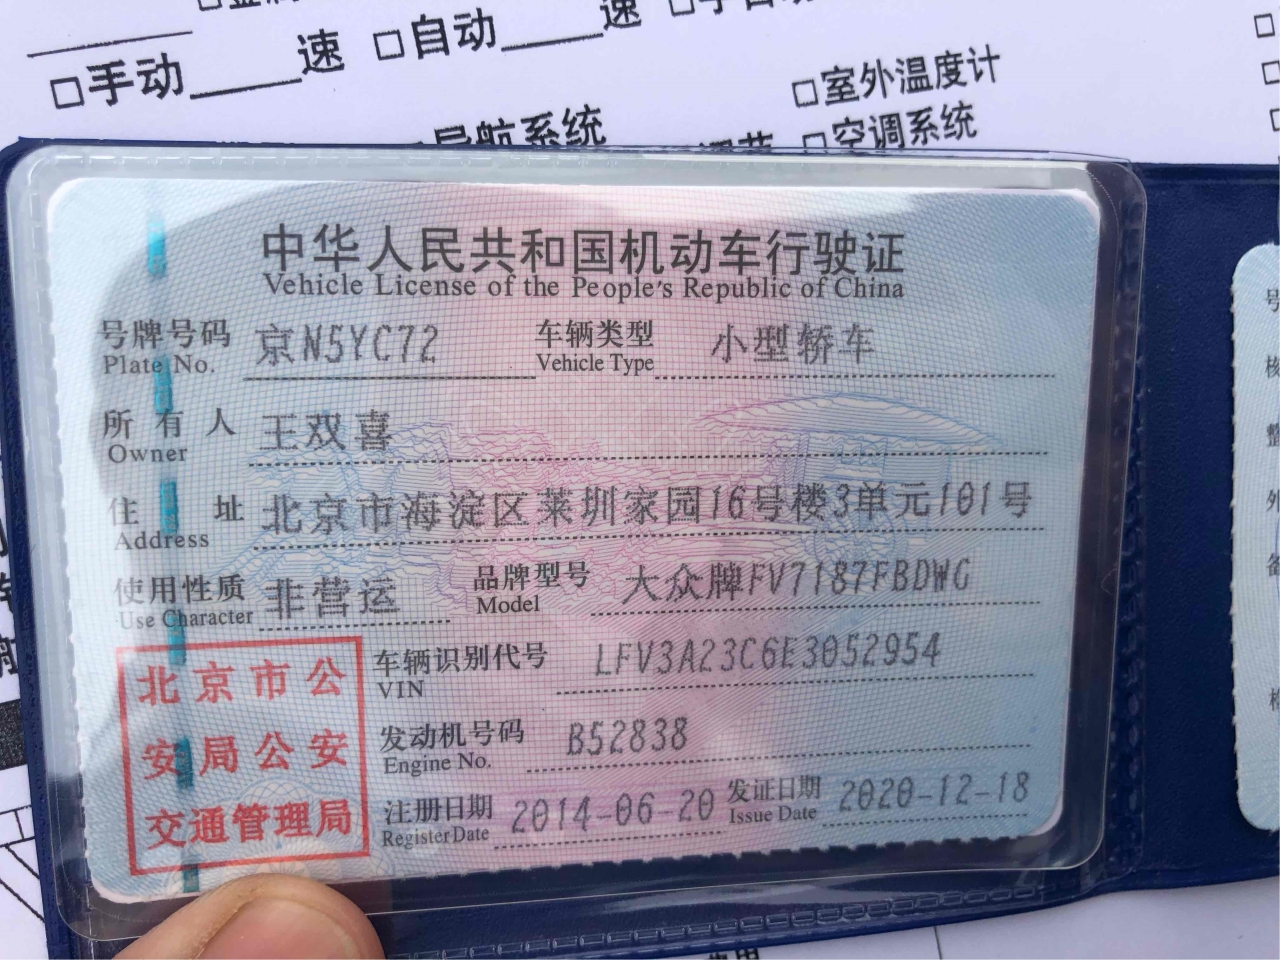 □手动____速 □自动____速
□室外温度计
导航系统 □空调系统
中华人民共和国机动车行驶证
Vehicle License of the People's Republic of China
号牌号码 京N5YC72 车辆类型 小型轿车
Plate No. Vehicle Type
所有人 王双喜
Owner
住址 北京市海淀区莱圳家园16号楼3单元101号
Address
使用性质 非营运 品牌型号 大众牌FV7187FBDWG
Use Character Model
北京市公安局公安交通管理局
车辆识别代号 LFV3A23C6E3052954
VIN
发动机号码 B52838
Engine No.
注册日期 2014-06-20 发证日期 2020-12-18
Register Date Issue Date